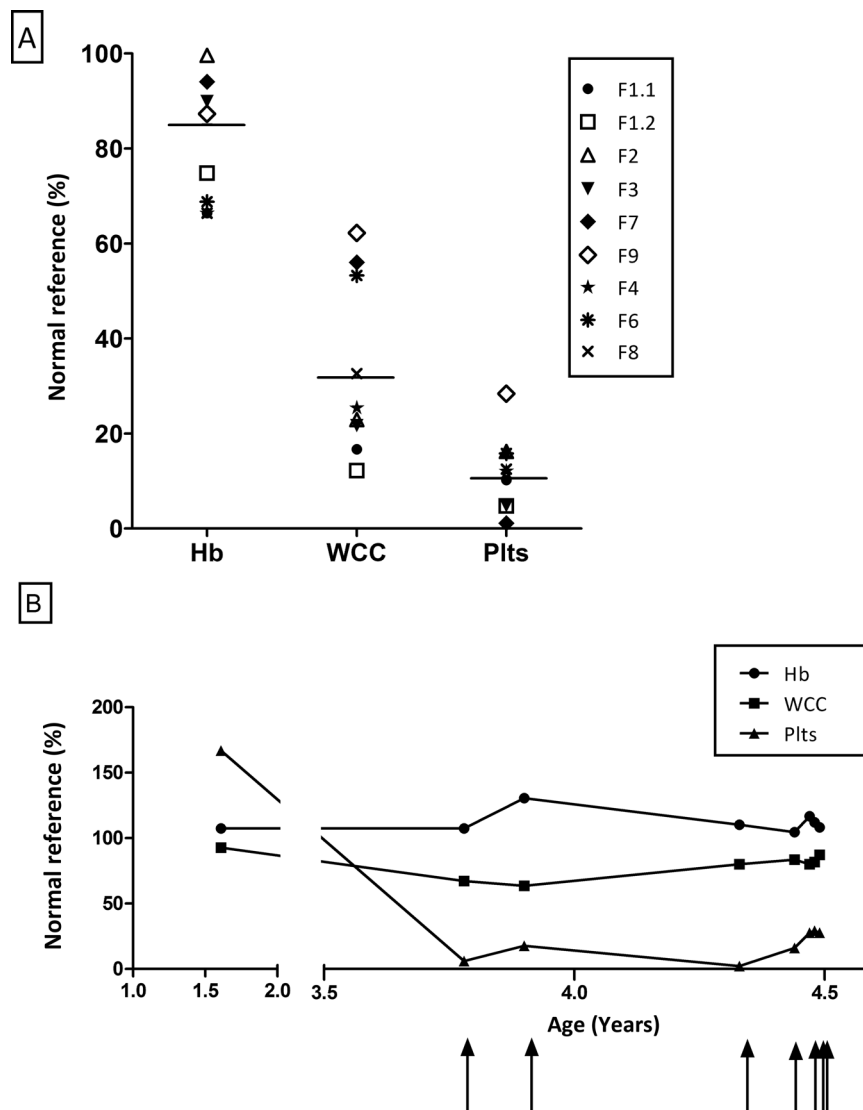 A
100
80
60
40
20
0
Normal reference (%)
Hb WCC Plts
F1.1
F1.2
F2
F3
F7
F9
F4
F6
F8
B
Hb
WCC
Plts
200
150
100
50
0
Normal reference (%)
1.0 1.5 2.0 3.5 4.0 4.5
Age (Years)